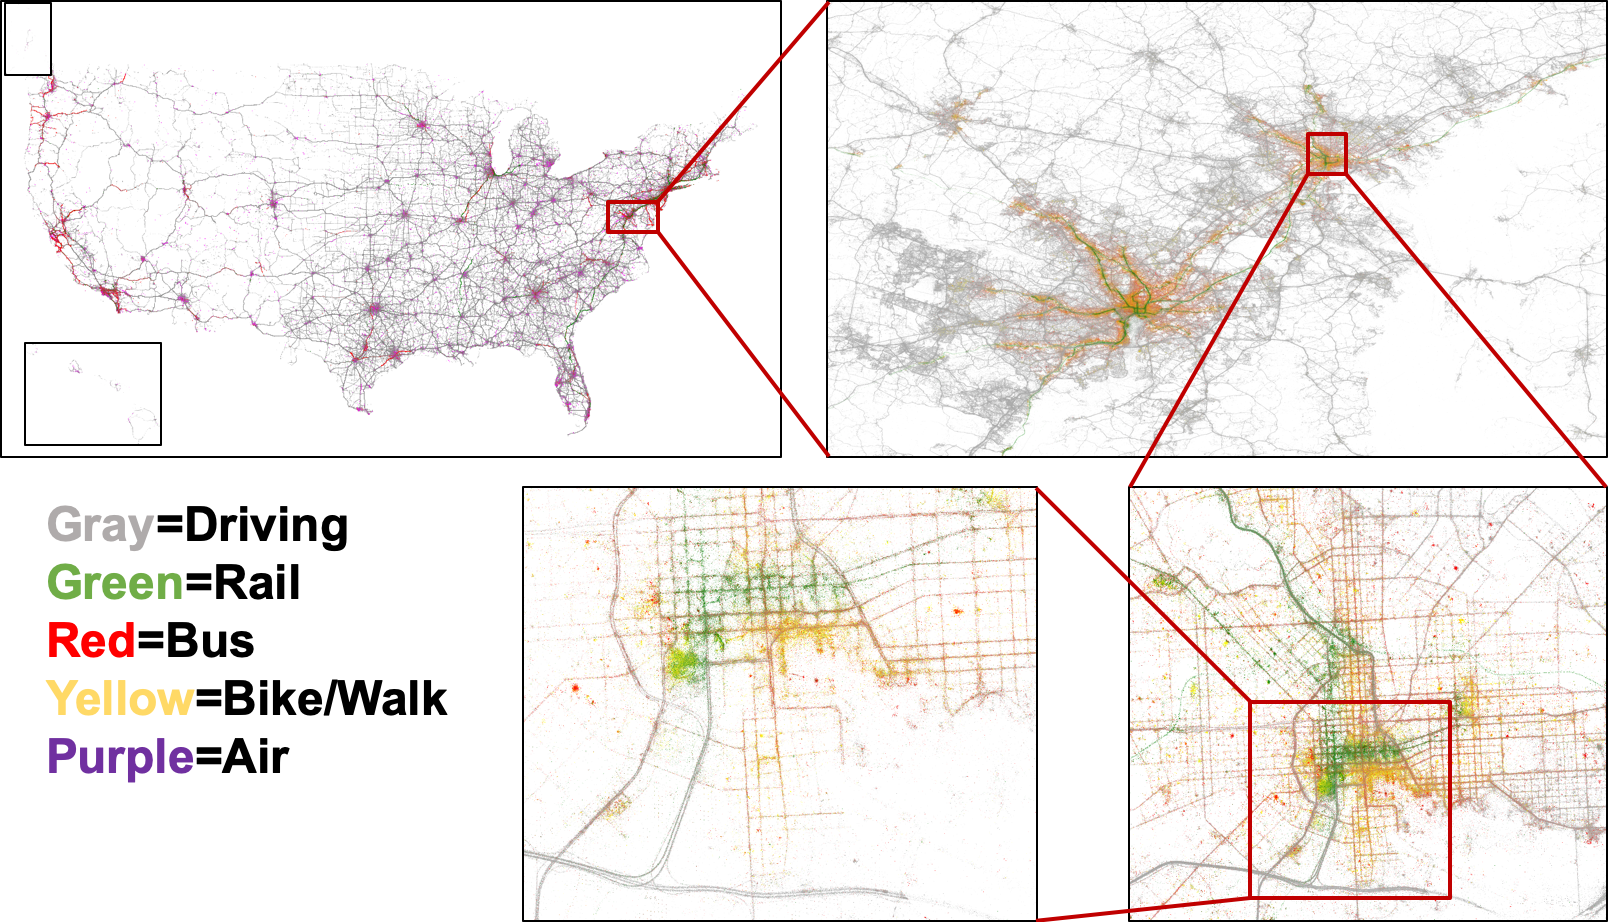 Gray=Driving
Green=Rail
Red=Bus
Yellow=Bike/Walk
Purple=Air